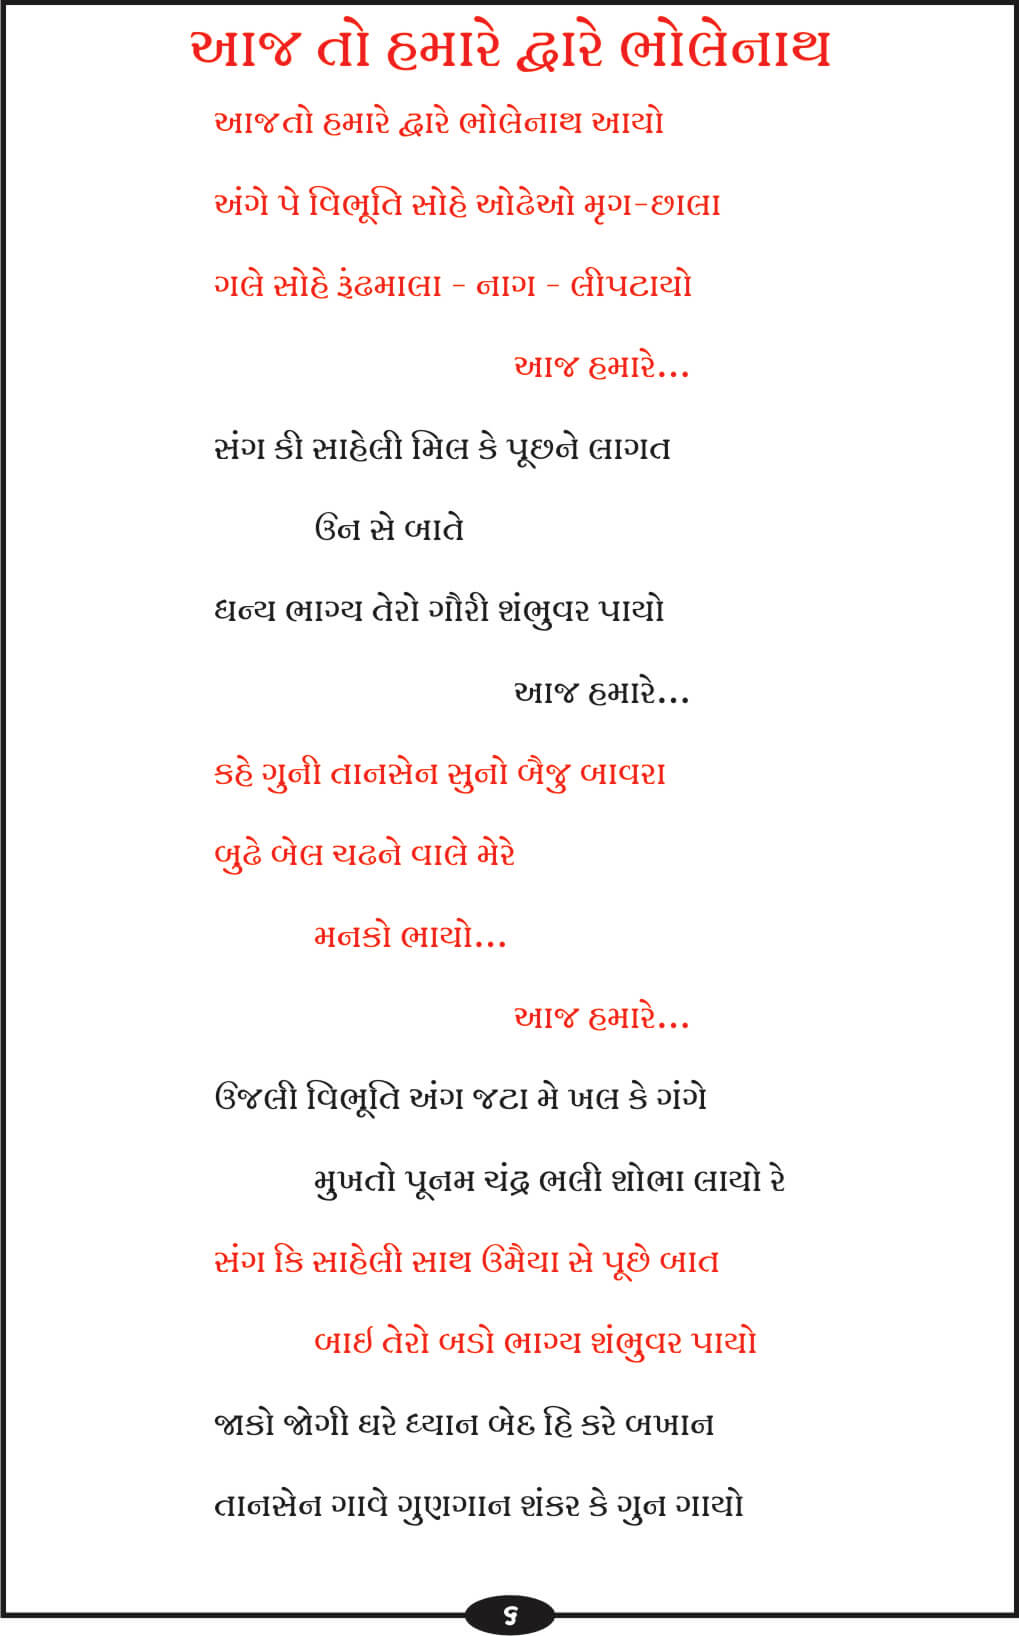 આજ તો હમારે દ્વારે ભોલેનાથ
આજતો હમારે દ્વારે ભોલેનાથ આયો
અંગે પે વિભૂતિ સોહે ઓઢેઓ મૃગ-છાલા
ગલે સોહે રૂંઢમાલા - નાગ - લીપટાયો
આજ હમારે...
સંગ કી સાહેલી મિલ કે પૂછને લાગત
ઉન સે બાતે
ધન્ય ભાગ્ય તેરો ગૌરી શંભુવર પાયો
આજ હમારે...
કહે ગુની તાનસેન સુનો બૈજુ બાવરા
બુઢે બેલ ચઢને વાલે મેરે
મનકો ભાયો...
આજ હમારે...
ઉજલી વિભૂતિ અંગ જટા મે ખલ કે ગંગે
મુખતો પૂનમ ચંદ્ર ભલી શોભા લાયો રે
સંગ કિ સાહેલી સાથ ઉમૈયા સે પૂછે બાત
બાઈ તેરો બડો ભાગ્ય શંભુવર પાયો
જાકો જોગી ઘરે ધ્યાન બેદ હિ કરે બખાન
તાનસેન ગાવે ગુણગાન શંકર કે ગુન ગાયો
૬